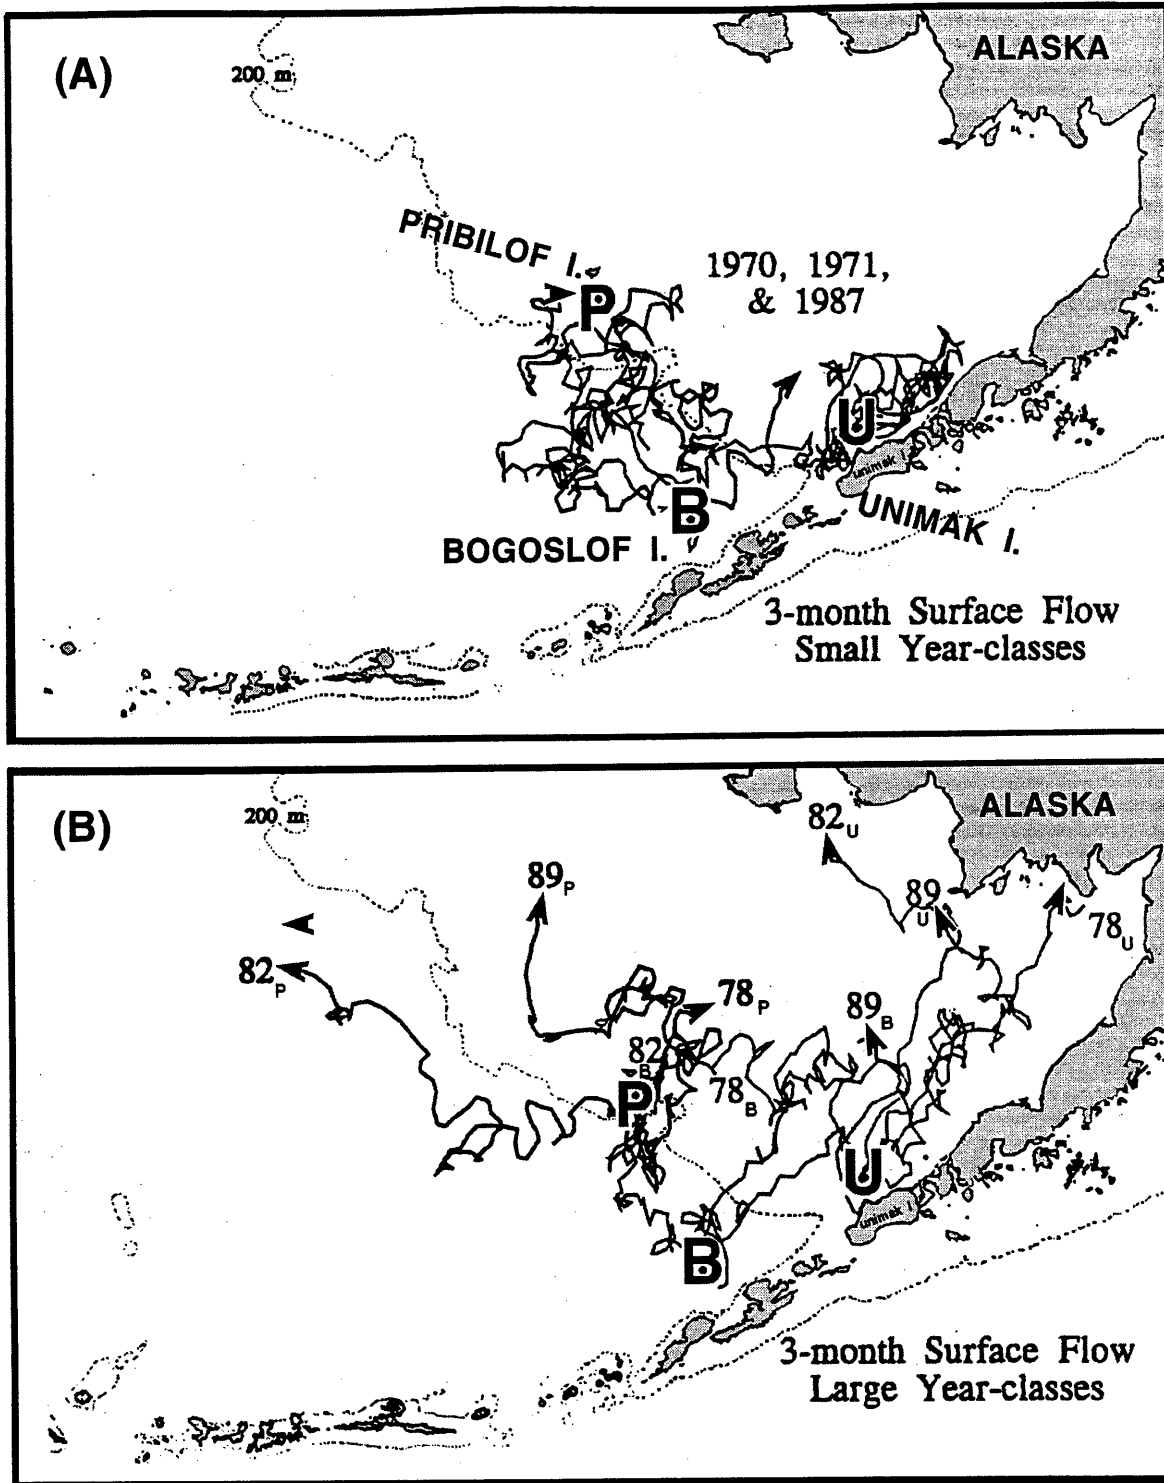 (A)
ALASKA
200 m
PRIBILOF I.
P
1970, 1971,
& 1987
U
unimak I
B
UNIMAK I.
BOGOSLOF I.
3-month Surface Flow
Small Year-classes
(B)
ALASKA
200 m
82U
89P
89U
78U
82P
78P
89B
82B
78B
P
U
unimak I
B
3-month Surface Flow
Large Year-classes